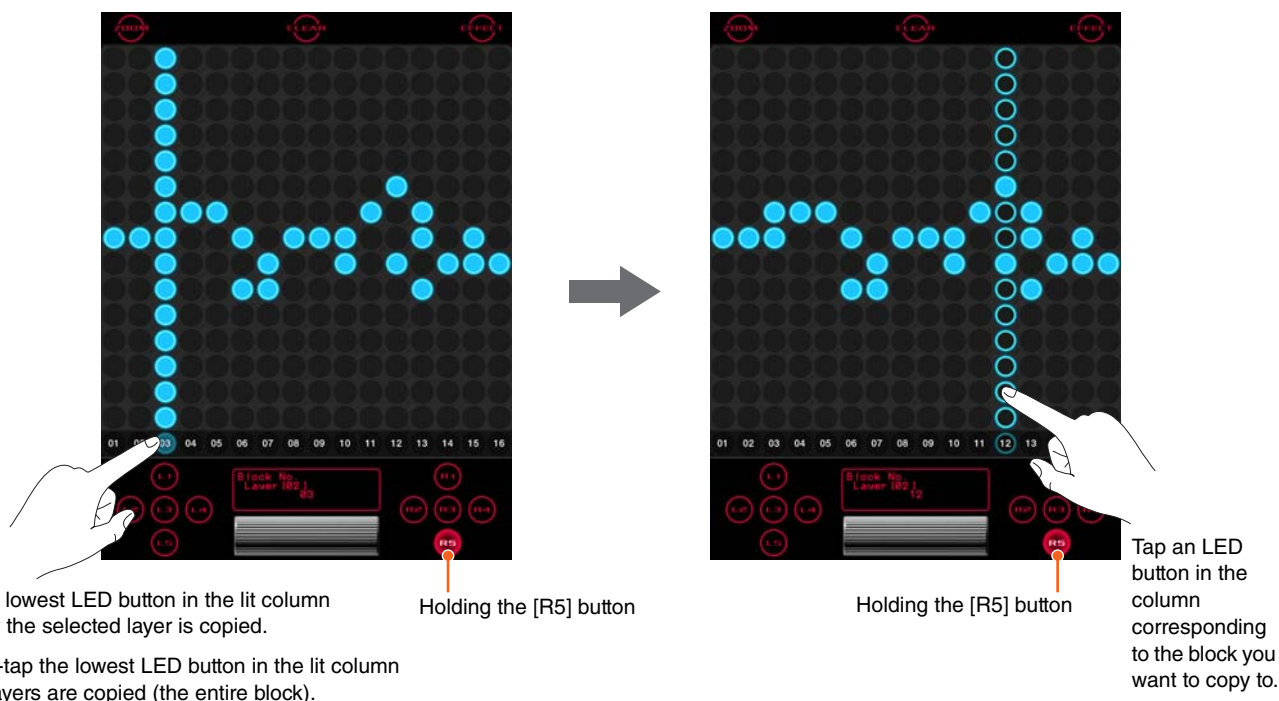 ZOOM CLEAR EFFECT
01 03 04 05 06 07 08 09 10 11 12 13 14 15 16
Block No.
Layer [02]
03
L1
L3 L4
L5
R1
R2 R3 R4
R5
lowest LED button in the lit column
the selected layer is copied.
-tap the lowest LED button in the lit column
ayers are copied (the entire block).
Holding the [R5] button
ZOOM CLEAR EFFECT
01 02 03 04 05 06 07 08 09 10 11 12 13
Block No.
Layer [02]
12
L1
L2 L3 L4
L5
R2 R3
R5
Holding the [R5] button
Tap an LED
button in the
column
corresponding
to the block you
want to copy to.